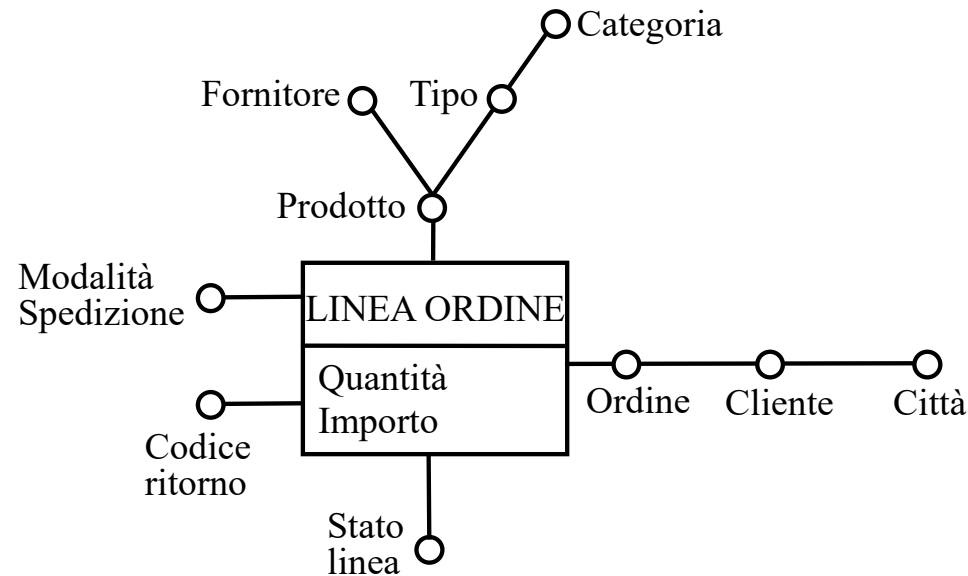 Categoria
Fornitore
Tipo
Prodotto
Modalità
Spedizione
LINEA ORDINE
Quantità
Importo
Ordine
Cliente
Città
Codice
ritorno
Stato
linea